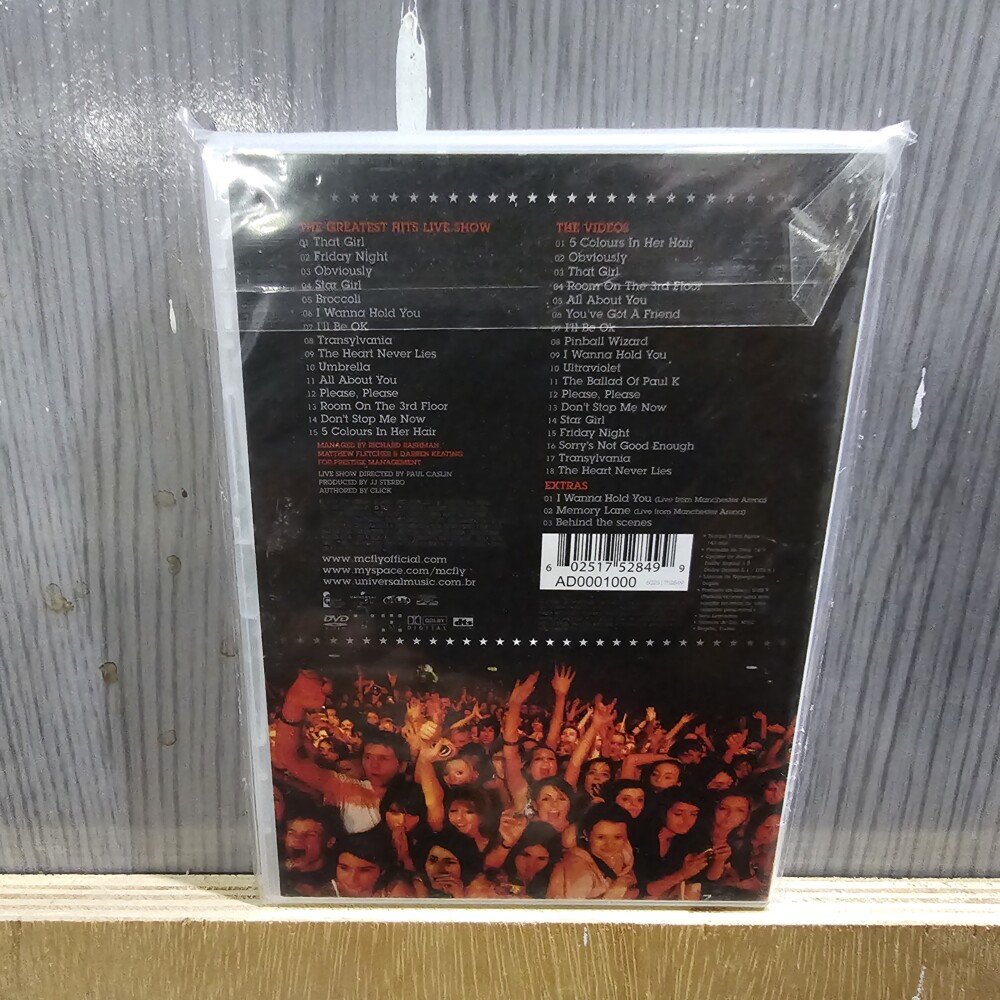 THE GREATEST HITS LIVE SHOW
01 That Girl
02 Friday Night
03 Obviously
04 Star Girl
05 Broccoli
06 I Wanna Hold You
07 I'll Be OK
08 Transylvania
09 The Heart Never Lies
10 Umbrella
11 All About You
12 Please, Please
13 Room On The 3rd Floor
14 Don't Stop Me Now
15 5 Colours In Her Hair
MANAGED BY RICHARD RASHMAN,
MATTHEW FLETCHER & DARREN KEATING
FOR PRESTIGE MANAGEMENT
LIVE SHOW DIRECTED BY PAUL CASLIN
PRODUCED BY JJ STEREO
AUTHORED BY CLICK
www.mcflyofficial.com
www.myspace.com/mcfly
www.universalmusic.com.br
DVD
DOLBY
DIGITAL
dts
THE VIDEOS
01 5 Colours In Her Hair
02 Obviously
03 That Girl
04 Room On The 3rd Floor
05 All About You
06 You've Got A Friend
07 I'll Be Ok
08 Pinball Wizard
09 I Wanna Hold You
10 Ultraviolet
11 The Ballad Of Paul K
12 Please, Please
13 Don't Stop Me Now
14 Star Girl
15 Friday Night
16 Sorry's Not Good Enough
17 Transylvania
18 The Heart Never Lies
EXTRAS
01 I Wanna Hold You (Live from Manchester Arena)
02 Memory Lane (Live from Manchester Arena)
03 Behind the scenes
6 02517 52849 9
AD0001000